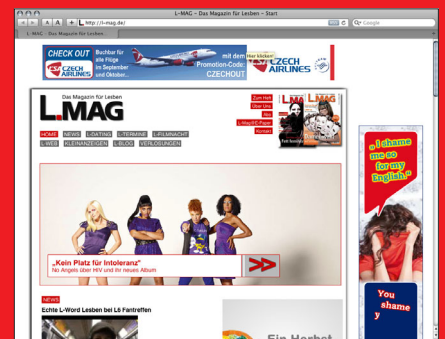 L-MAG - Das Magazin für Lesben - Start
http://l-mag.de/
Google
L-MAG - Das Magazin für Lesben
CHECK OUT
CZECH AIRLINES
Buchbar für
alle Flüge
im September
und Oktober...
mit dem
Promotion-Code:
CZECHOUT
Hier klicken!
CZECH
AIRLINES
Das Magazin für Lesben
L.MAG
Zum Heft
Über Uns
Abo
L-Mag/E-Paper
Kontakt
HOME NEWS L-DATING L-TERMINE L-FILMNACHT
L-WEB KLEINANZEIGEN L-BLOG VERLOSUNGEN
„Kein Platz für Intoleranz"
No Angels über HIV und ihr neues Album
>>
NEWS
Echte L-Word Lesben bei L6 Fantreffen
Ein Herbst
„I shame
me so
for my
English."
You
shame
y